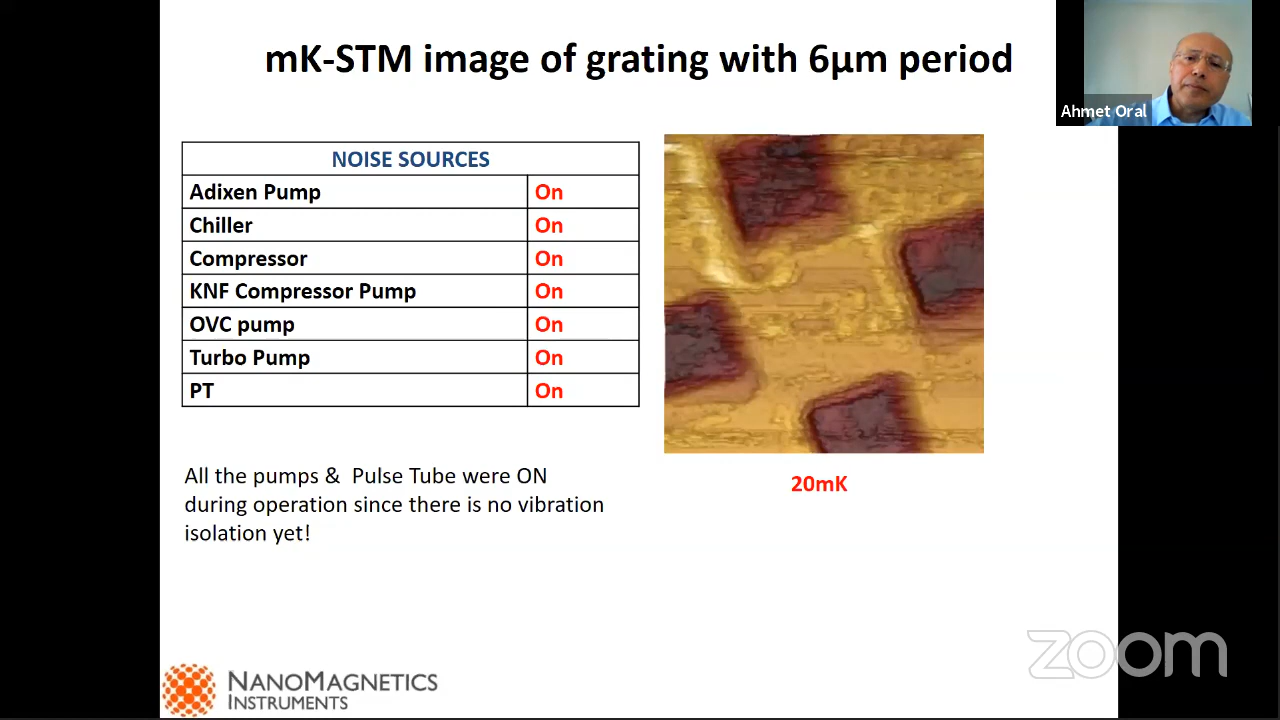 mK-STM image of grating with 6µm period
Ahmet Oral
NOISE SOURCES
Adixen Pump On
Chiller On
Compressor On
KNF Compressor Pump On
OVC pump On
Turbo Pump On
PT On
All the pumps & Pulse Tube were ON
during operation since there is no vibration
isolation yet!
20mK
NANOMAGNETICS
INSTRUMENTS
zoom